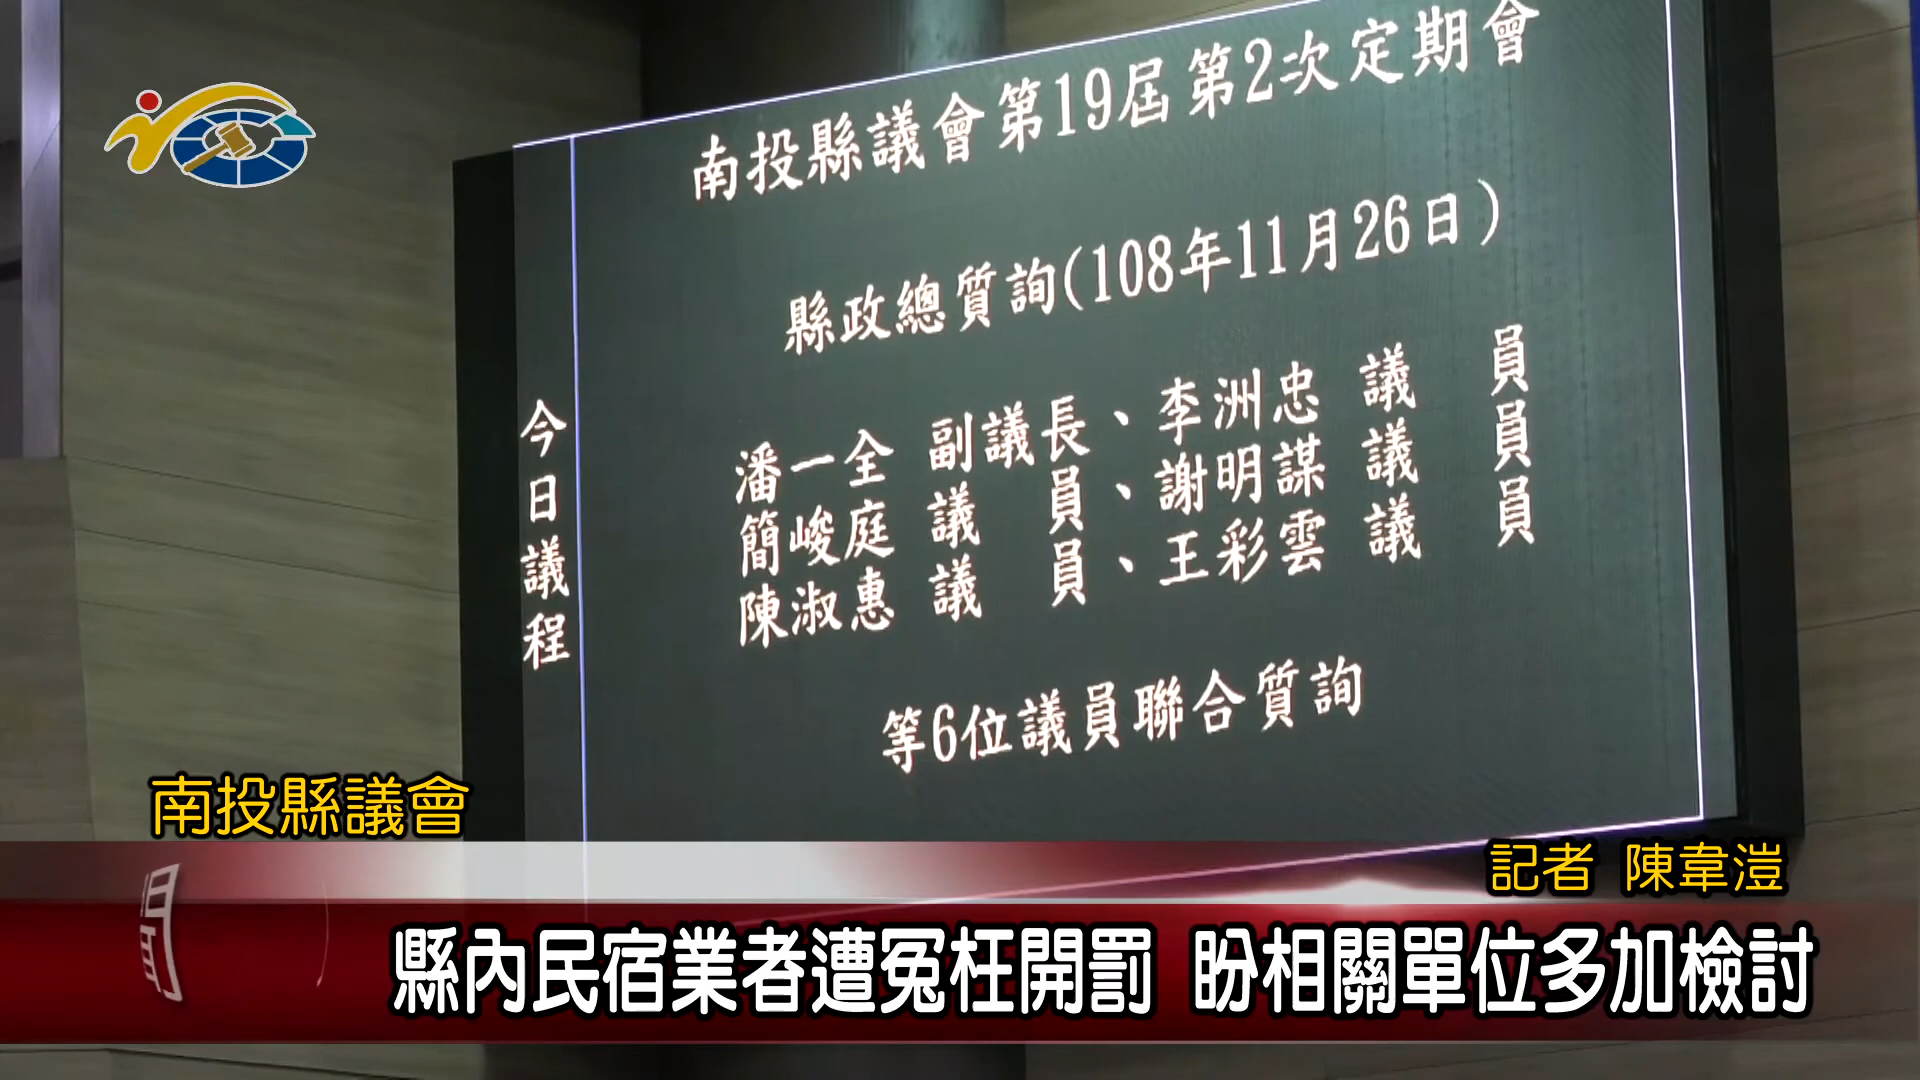 南投縣議會第19屆第2次定期會
縣政總質詢(108年11月26日)
今日議程
潘一全 副議長、李洲忠 議 員
簡峻庭 議 員、謝明謀 議 員
陳淑惠 議 員、王彩雲 議 員
等6位議員聯合質詢
南投縣議會
記者 陳韋澄
縣內民宿業者遭冤枉開罰 盼相關單位多加檢討